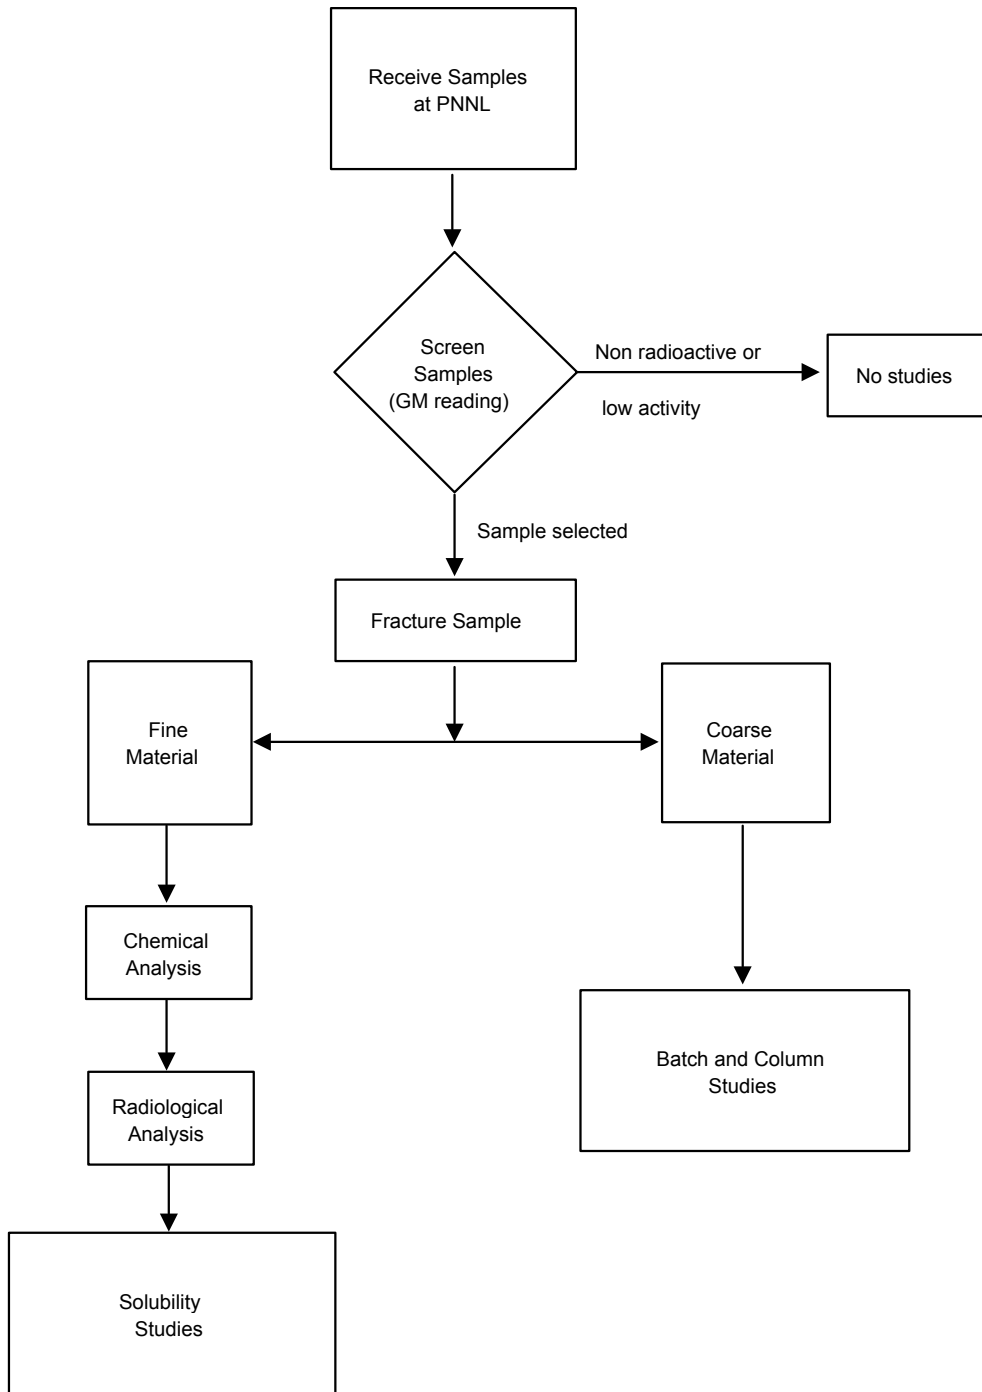 Receive Samples
at PNNL
Screen
Samples
(GM reading)
Non radioactive or
low activity
No studies
Sample selected
Fracture Sample
Fine
Material
Coarse
Material
Chemical
Analysis
Radiological
Analysis
Batch and Column
Studies
Solubility
Studies